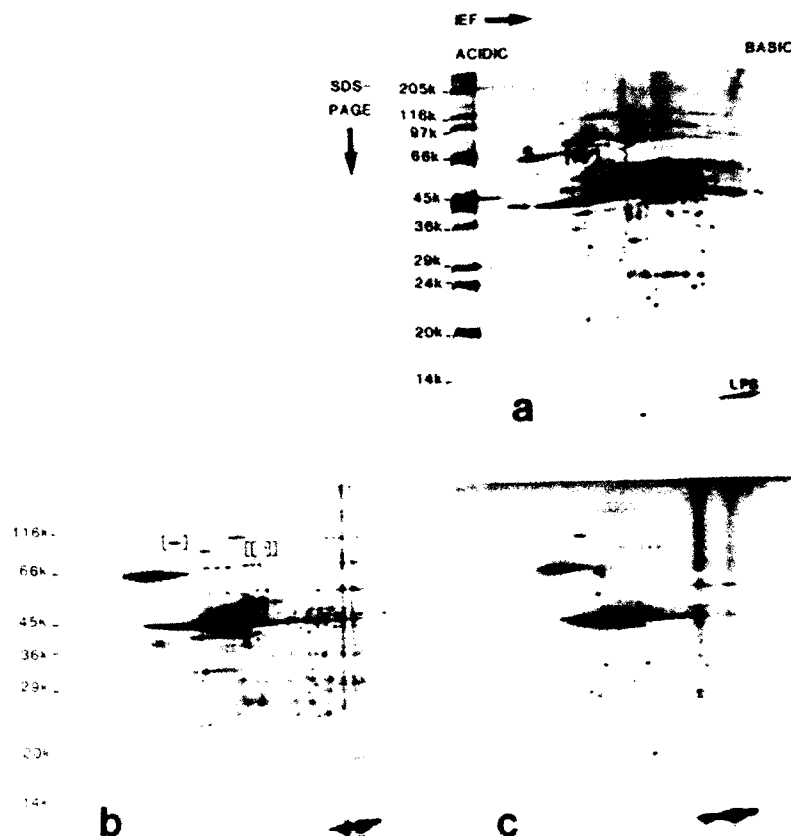 IEF
ACIDIC
BASIC
SDS-
PAGE
205k
116k
97k
66k
45k
36k
29k
24k
20k
14k
LPS
a
116k
66k
45k
36k
29k
20k
14k
b
c